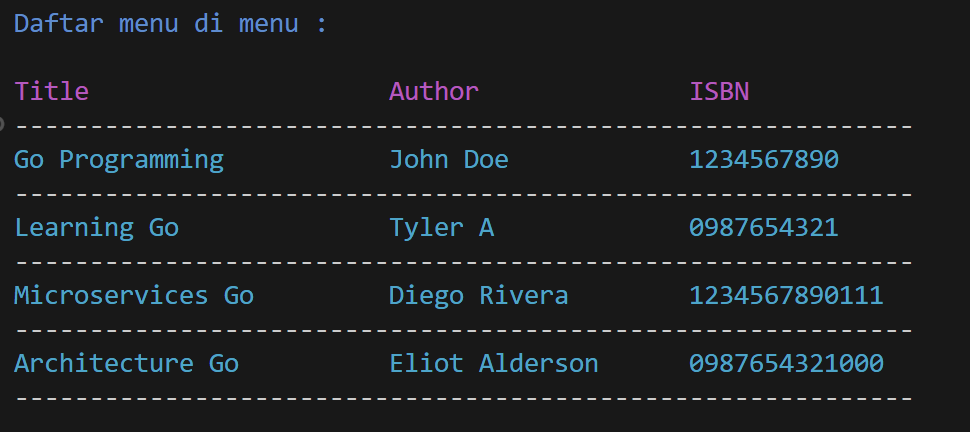 Daftar menu di menu :
Title Author ISBN
------------------------------------------------------------
Go Programming John Doe 1234567890
------------------------------------------------------------
Learning Go Tyler A 0987654321
------------------------------------------------------------
Microservices Go Diego Rivera 1234567890111
------------------------------------------------------------
Architecture Go Eliot Alderson 0987654321000
------------------------------------------------------------